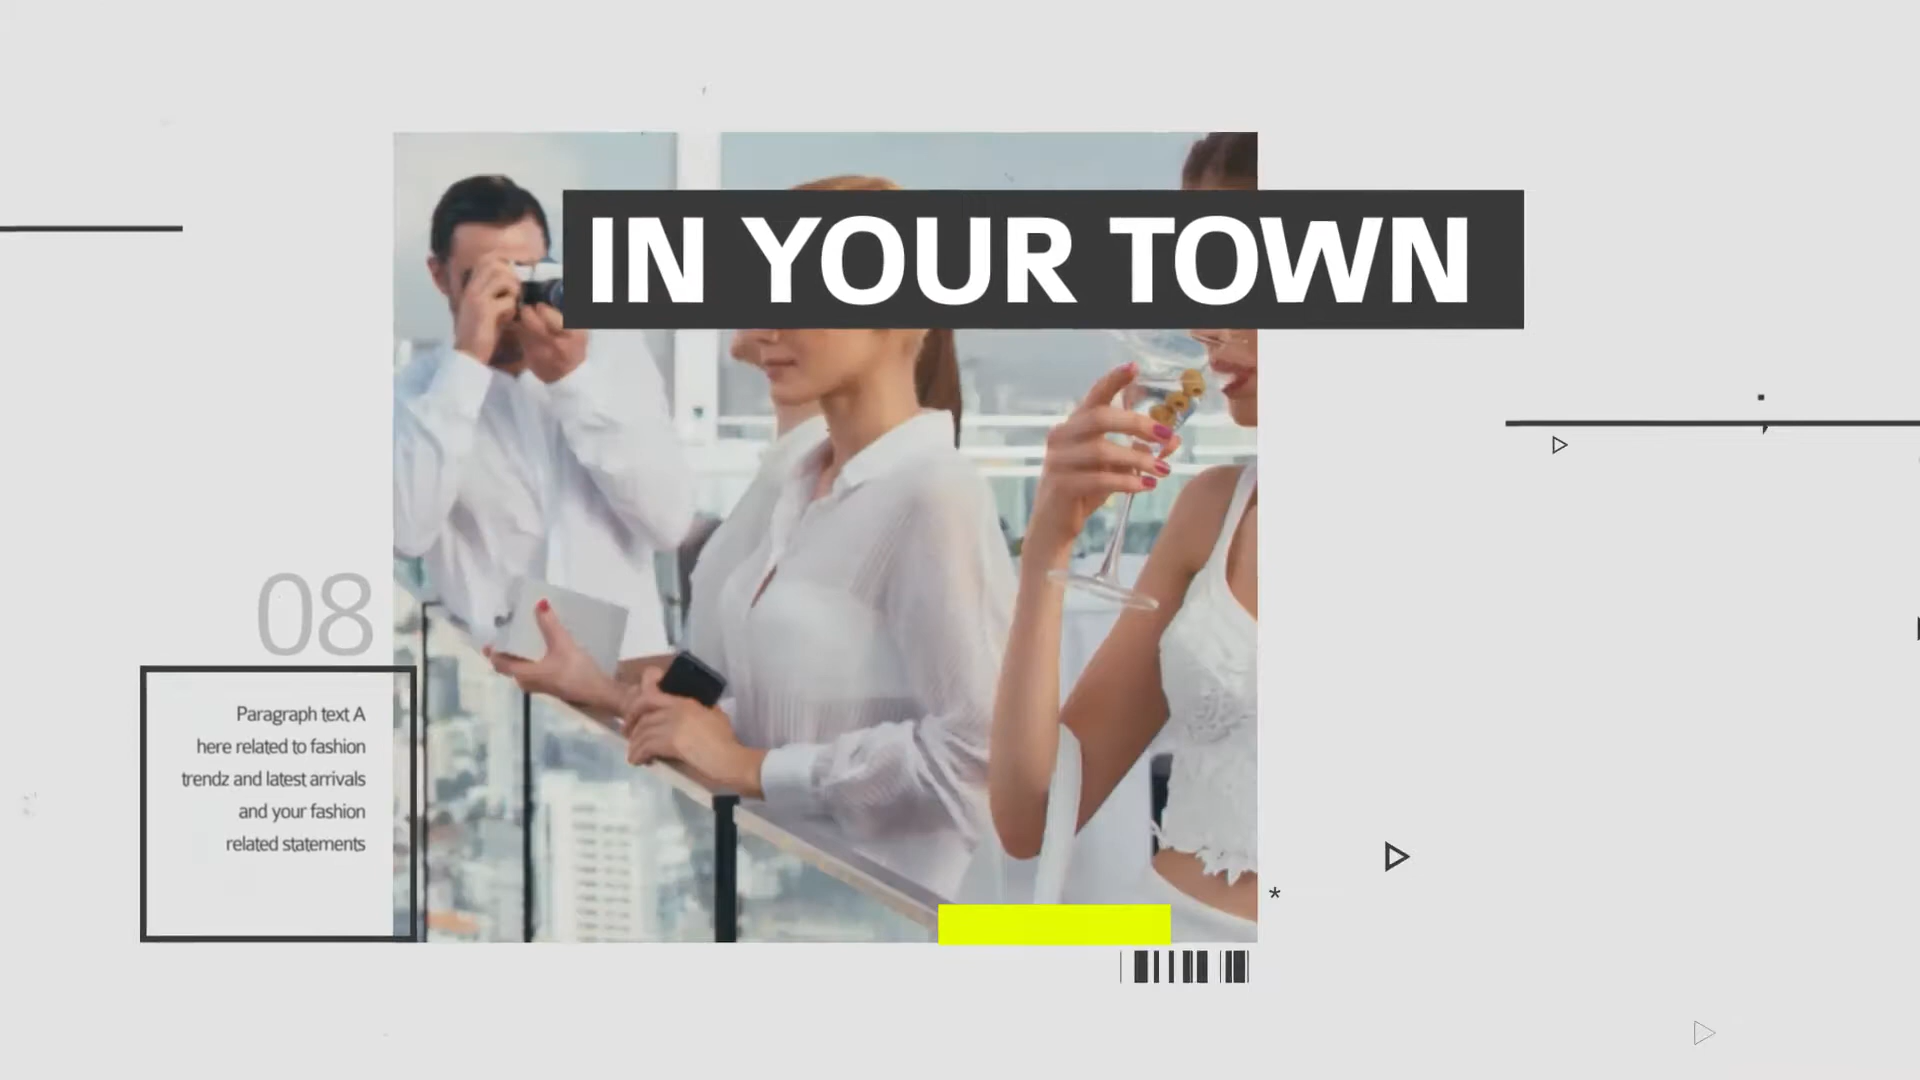 IN YOUR TOWN
08
Paragraph text A
here related to fashion
trendz and latest arrivals
and your fashion
related statements
*